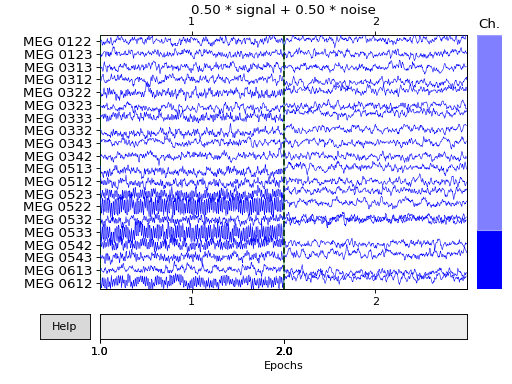 0.50 * signal + 0.50 * noise
1 2
Ch.
MEG 0122
MEG 0123
MEG 0313
MEG 0312
MEG 0322
MEG 0323
MEG 0333
MEG 0332
MEG 0343
MEG 0342
MEG 0513
MEG 0512
MEG 0523
MEG 0522
MEG 0532
MEG 0533
MEG 0542
MEG 0543
MEG 0613
MEG 0612
1 2
Help
1.0 2.0
Epochs